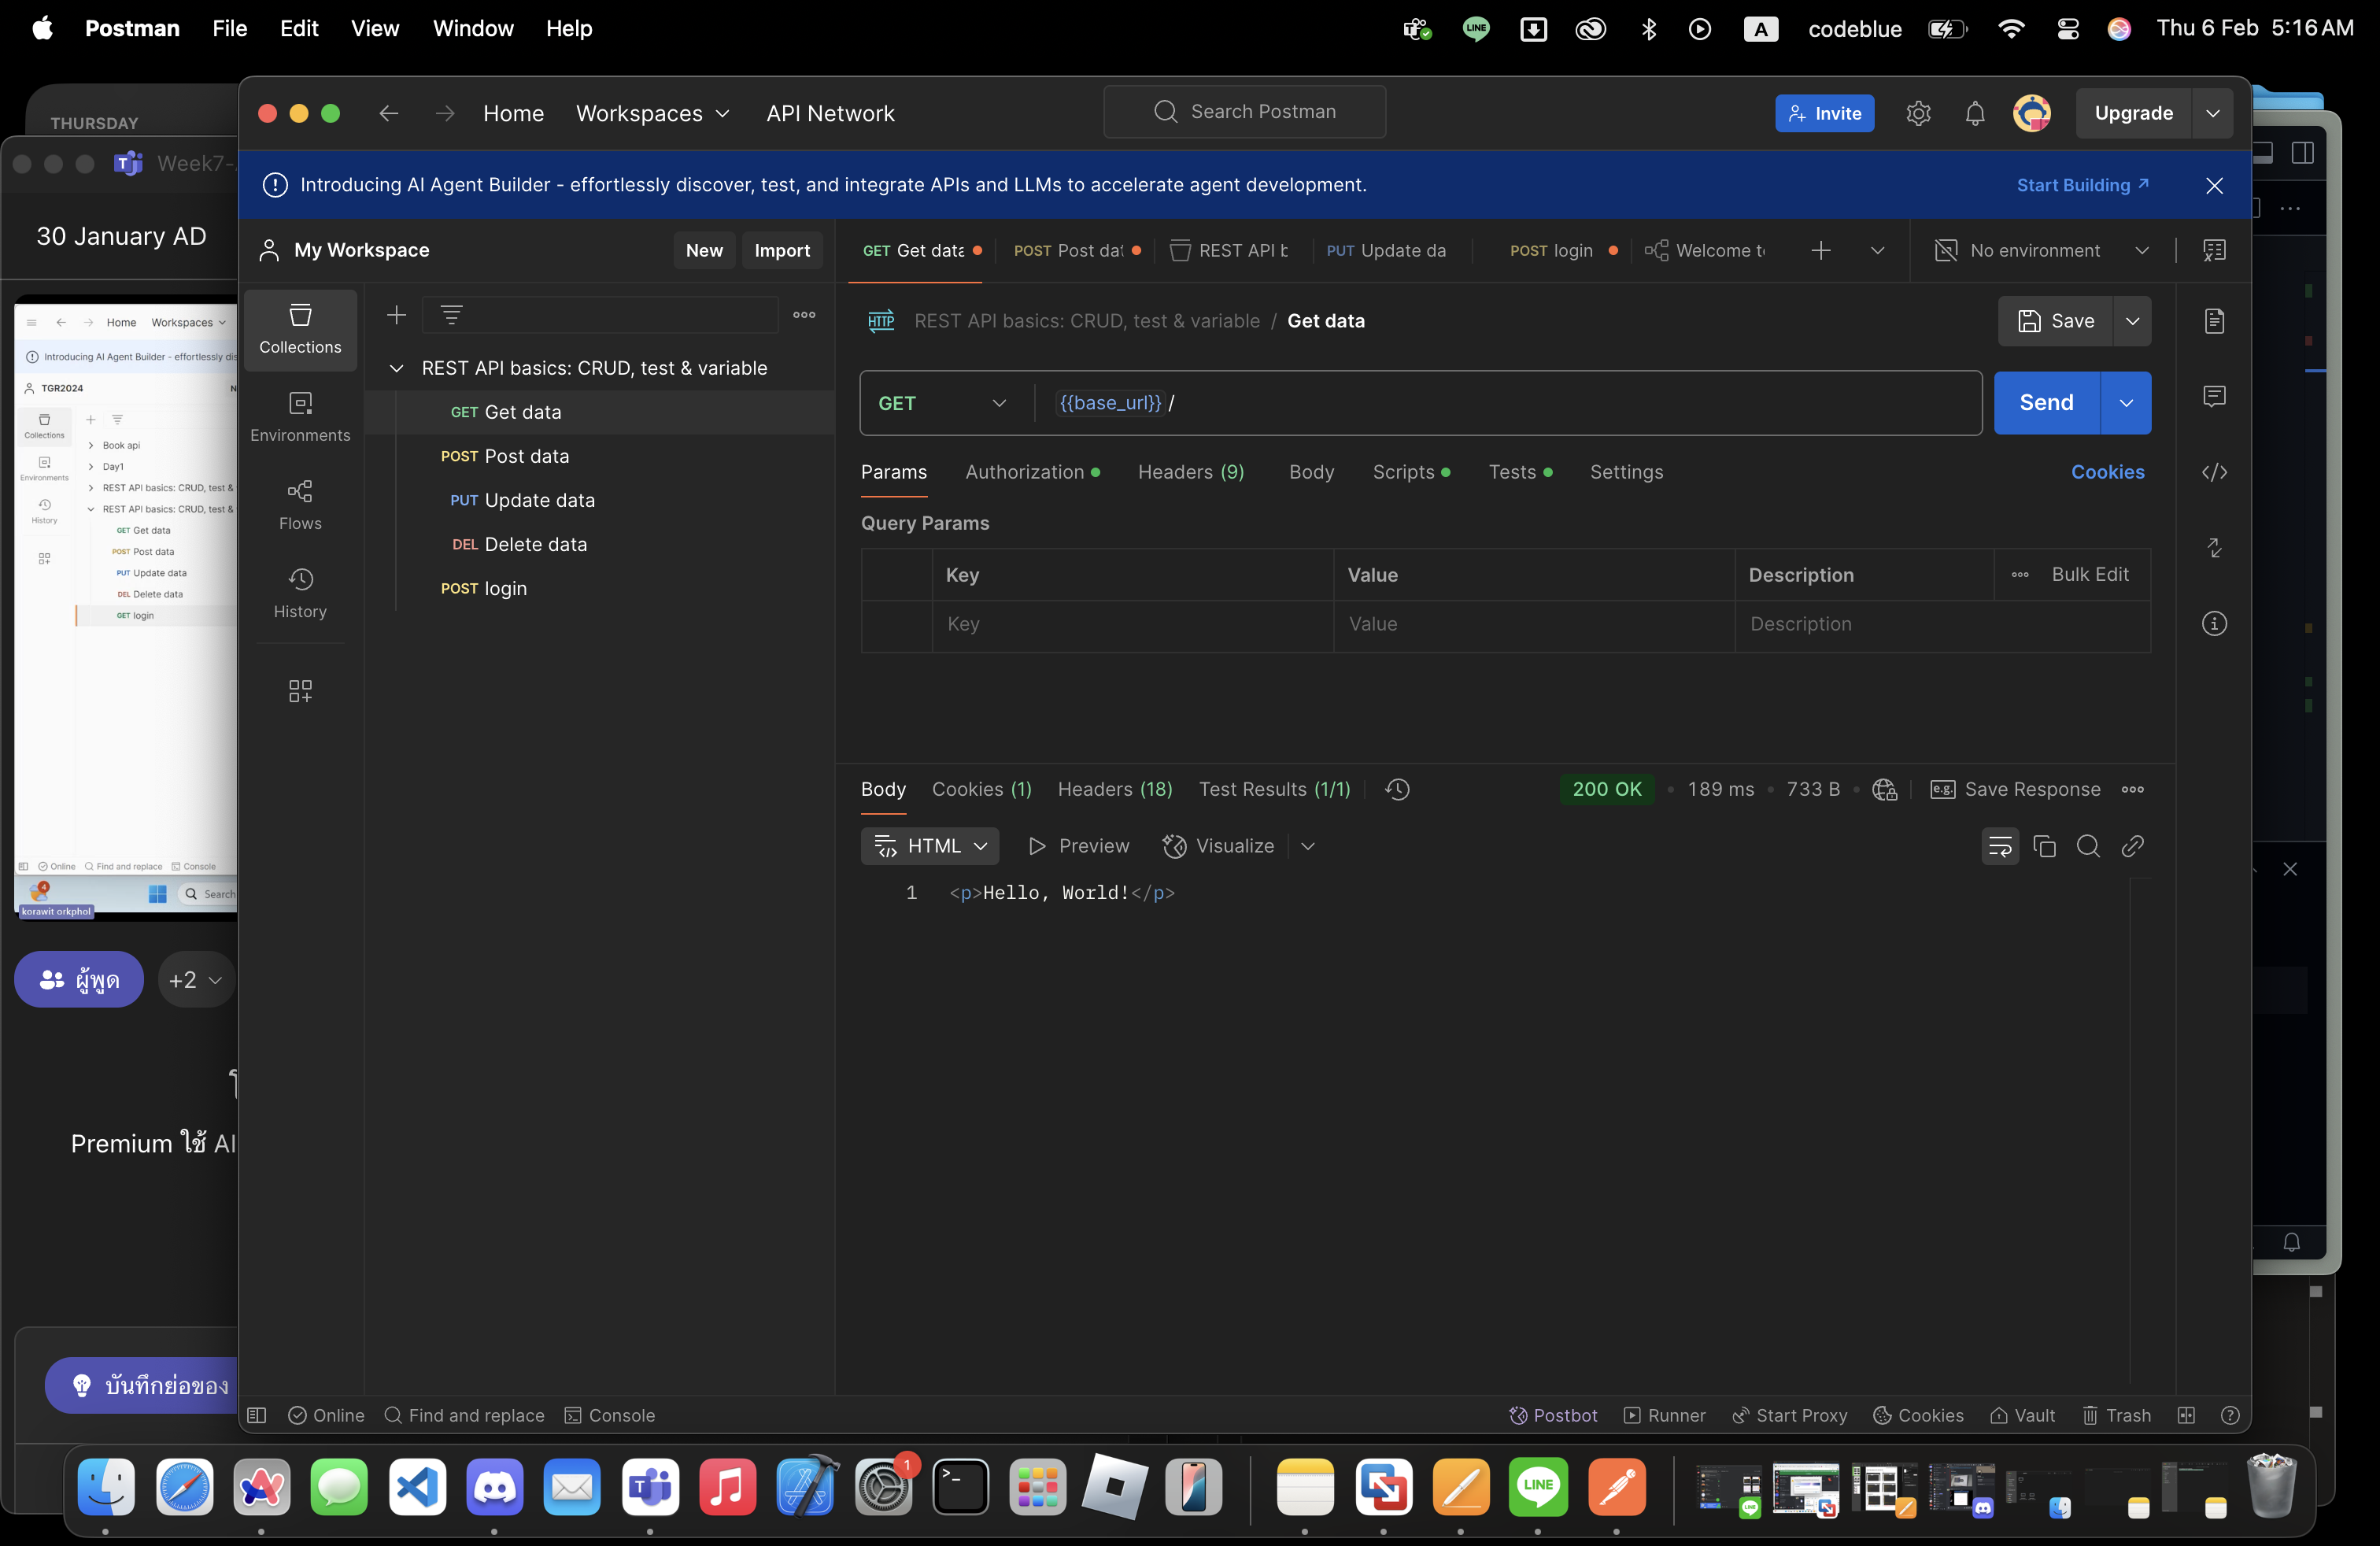 Postman File Edit View Window Help
LINE A codeblue Thu 6 Feb 5:16 AM
THURSDAY
Week7-
30 January AD
Home Workspaces
Introducing AI Agent Builder - effortlessly dis
TGR2024 N
Collections
Environments
History
Book api
Day1
REST API basics: CRUD, test &
REST API basics: CRUD, test &
GET Get data
POST Post data
PUT Update data
DEL Delete data
GET login
Online Find and replace Console
4
Search
korawit orkphol
ผู้พูด +2
Premium ใช้ AI
บันทึกย่อของ
Home Workspaces API Network
Search Postman
Invite Upgrade
Introducing AI Agent Builder - effortlessly discover, test, and integrate APIs and LLMs to accelerate agent development. Start Building
My Workspace New Import
GET Get data POST Post dat REST API b PUT Update da POST login Welcome to No environment
Collections
Environments
Flows
History
REST API basics: CRUD, test & variable
GET Get data
POST Post data
PUT Update data
DEL Delete data
POST login
HTTP REST API basics: CRUD, test & variable / Get data Save
GET {{base_url}}/ Send
Params Authorization Headers (9) Body Scripts Tests Settings Cookies
Query Params
Key Value Description Bulk Edit
Key Value Description
Body Cookies (1) Headers (18) Test Results (1/1) 200 OK • 189 ms • 733 B • e.g. Save Response
HTML Preview Visualize
1 <p>Hello, World!</p>
Online Find and replace Console
Postbot Runner Start Proxy Cookies Vault Trash
1
LINE